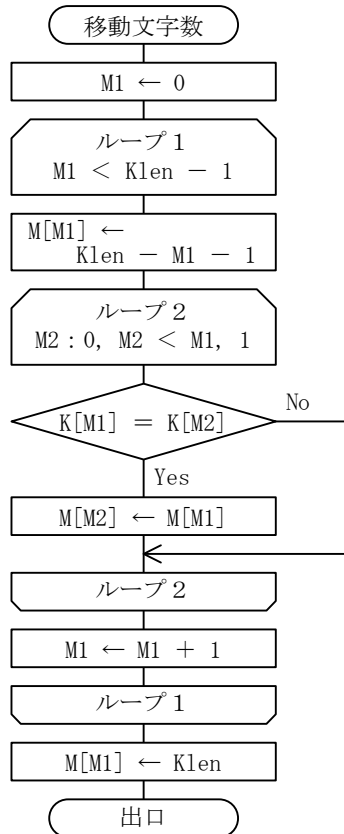 移動文字数
M1 ← 0
ループ1
M1 < Klen － 1
M[M1] ←
Klen － M1 － 1
ループ2
M2：0, M2 < M1, 1
K[M1] = K[M2]
No
Yes
M[M2] ← M[M1]
ループ2
M1 ← M1 + 1
ループ1
M[M1] ← Klen
出口